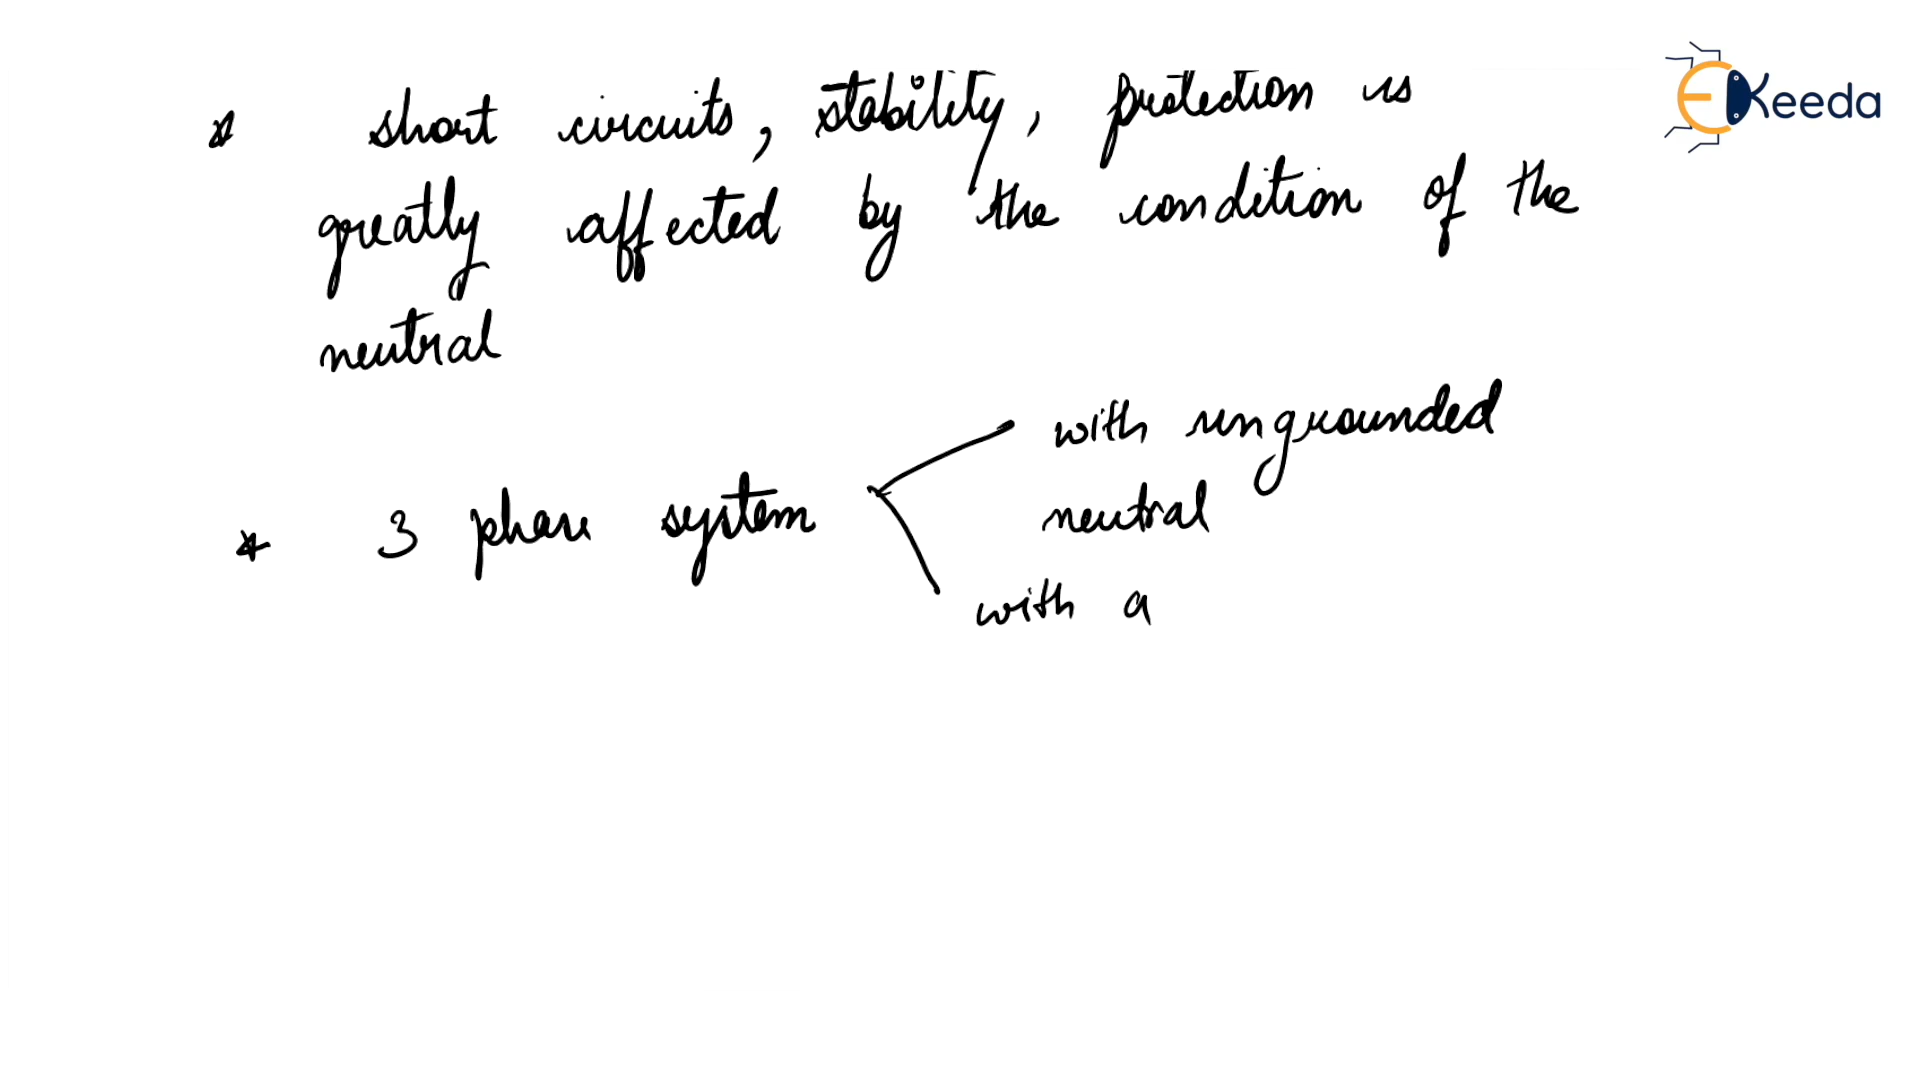 * short circuits, stability, protection is
greatly affected by the condition of the
neutral
* 3 phase system
with ungrounded
neutral
with a
EKeeda